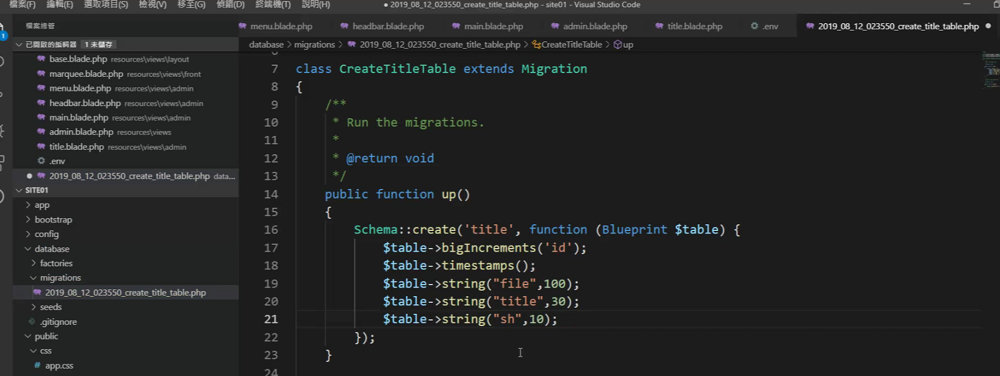 檔案(F) 編輯(E) 選取項目(S) 檢視(V) 移至(G) 偵錯(D) 終端機(T) 說明(H) ● 2019_08_12_023550_create_title_table.php - site01 - Visual Studio Code
檔案總管
menu.blade.php headbar.blade.php main.blade.php admin.blade.php title.blade.php .env 2019_08_12_023550_create_title_table.php ●
1
已開啟的編輯器 1 未儲存
database > migrations > 2019_08_12_023550_create_title_table.php > CreateTitleTable > up
base.blade.php resources\views\layout
marquee.blade.php resources\views\front
menu.blade.php resources\views\admin
headbar.blade.php resources\views\admin
main.blade.php resources\views\admin
admin.blade.php resources\views
title.blade.php resources\views\admin
.env
● 2019_08_12_023550_create_title_table.php data...
SITE01
app
bootstrap
config
database
factories
migrations
2019_08_12_023550_create_title_table.php
seeds
.gitignore
public
css
# app.css
7 class CreateTitleTable extends Migration
8 {
9 /**
10 * Run the migrations.
11 *
12 * @return void
13 */
14 public function up()
15 {
16 Schema::create('title', function (Blueprint $table) {
17 $table->bigIncrements('id');
18 $table->timestamps();
19 $table->string("file",100);
20 $table->string("title",30);
21 $table->string("sh",10);
22 });
23 }
24